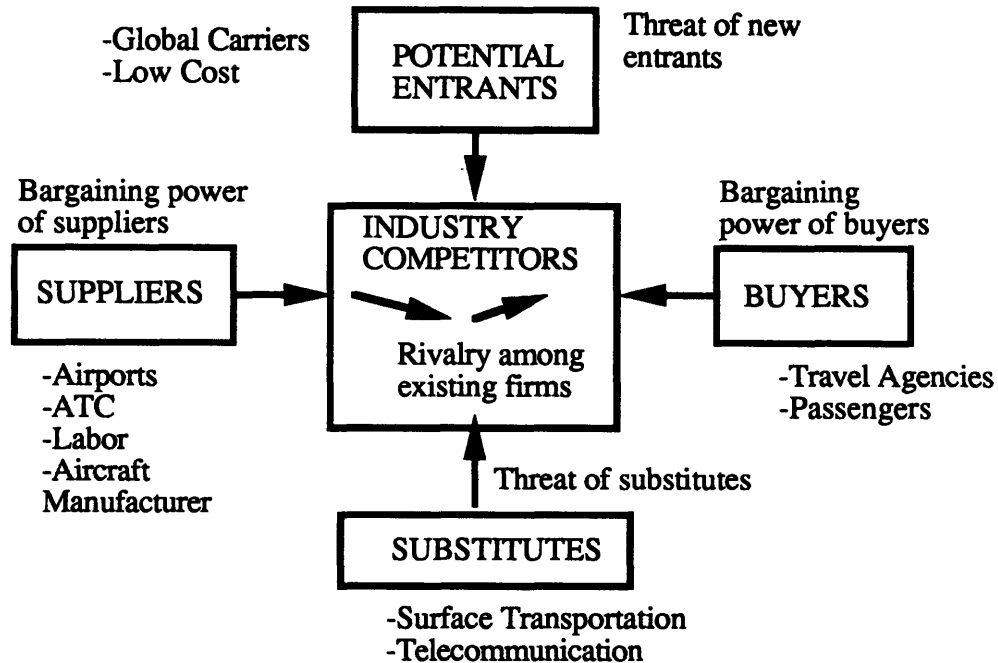 -Global Carriers
-Low Cost
POTENTIAL
ENTRANTS
Threat of new
entrants
Bargaining power
of suppliers
SUPPLIERS
-Airports
-ATC
-Labor
-Aircraft
Manufacturer
INDUSTRY
COMPETITORS
Rivalry among
existing firms
Bargaining
power of buyers
BUYERS
-Travel Agencies
-Passengers
Threat of substitutes
SUBSTITUTES
-Surface Transportation
-Telecommunication